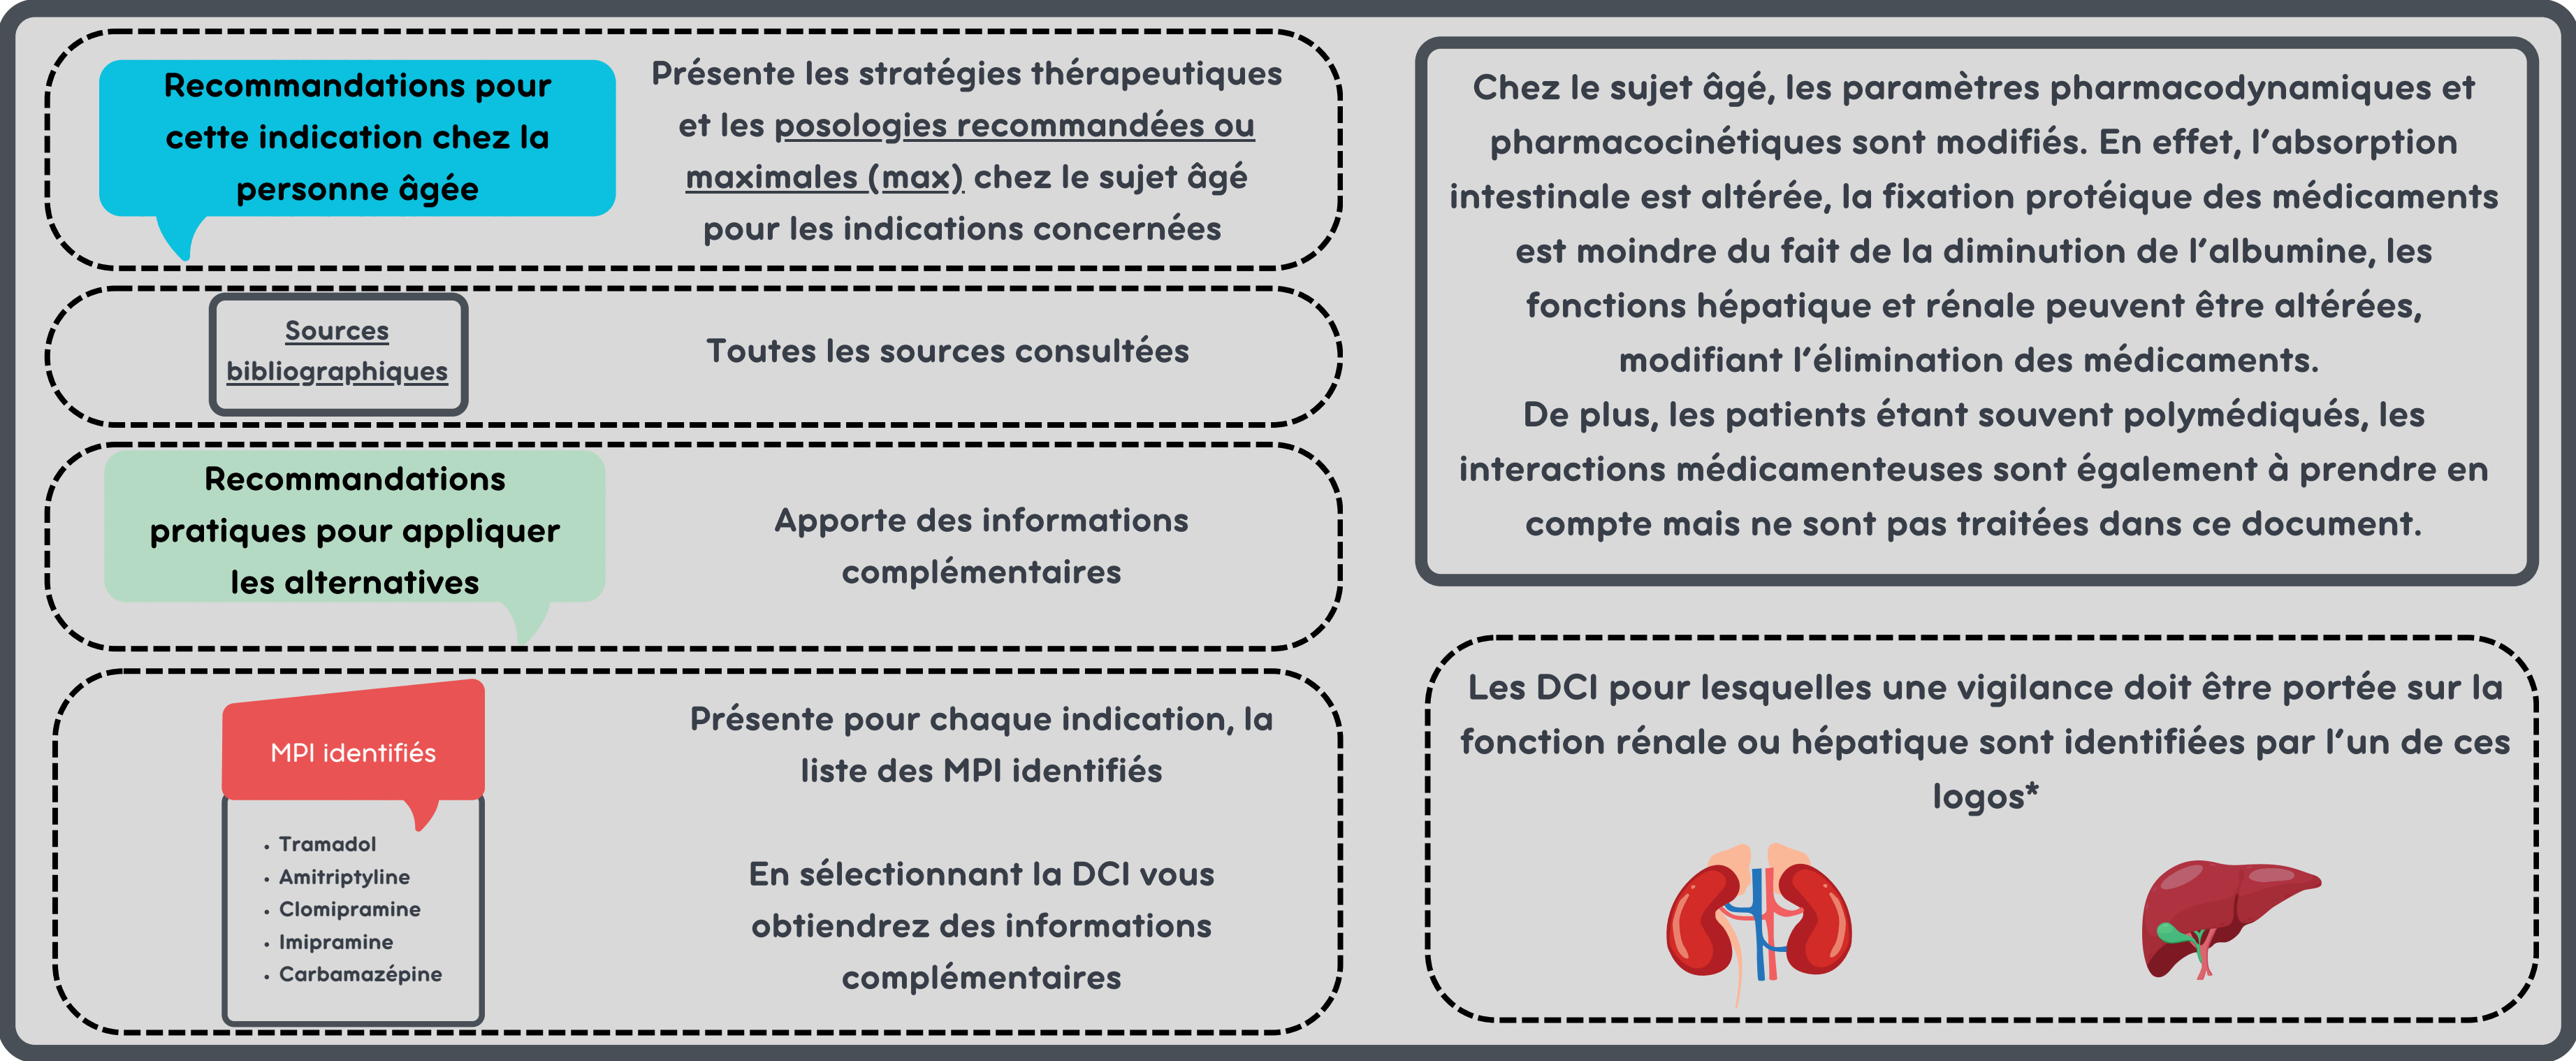 Recommandations pour
cette indication chez la
personne âgée
Présente les stratégies thérapeutiques
et les posologies recommandées ou
maximales (max) chez le sujet âgé
pour les indications concernées
Sources
bibliographiques
Toutes les sources consultées
Recommandations
pratiques pour appliquer
les alternatives
Apporte des informations
complémentaires
MPI identifiés
• Tramadol
• Amitriptyline
• Clomipramine
• Imipramine
• Carbamazépine
Présente pour chaque indication, la
liste des MPI identifiés
En sélectionnant la DCI vous
obtiendrez des informations
complémentaires
Chez le sujet âgé, les paramètres pharmacodynamiques et
pharmacocinétiques sont modifiés. En effet, l’absorption
intestinale est altérée, la fixation protéique des médicaments
est moindre du fait de la diminution de l’albumine, les
fonctions hépatique et rénale peuvent être altérées,
modifiant l’élimination des médicaments.
De plus, les patients étant souvent polymédiqués, les
interactions médicamenteuses sont également à prendre en
compte mais ne sont pas traitées dans ce document.
Les DCI pour lesquelles une vigilance doit être portée sur la
fonction rénale ou hépatique sont identifiées par l’un de ces
logos*